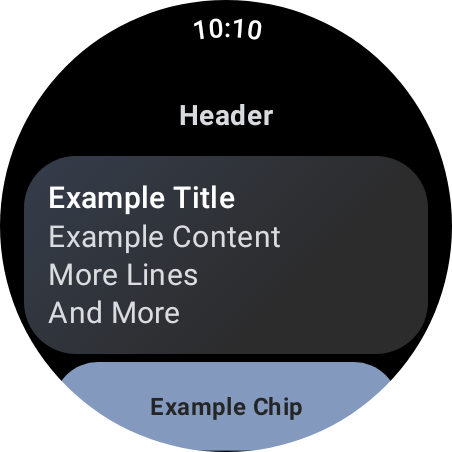 10:10
Header
Example Title
Example Content
More Lines
And More
Example Chip